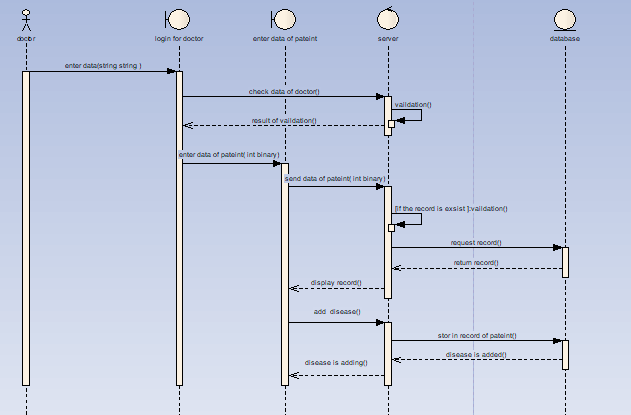 doctor
login for doctor
enter data of pateint
server
database
enter data(string string )
check data of doctor()
validation()
result of validation()
enter data of pateint( int binary)
send data of pateint( int binary)
[if the record is exsist ]:validation()
request record()
return record()
display record()
add disease()
stor in record of pateint()
disease is added()
disease is adding()